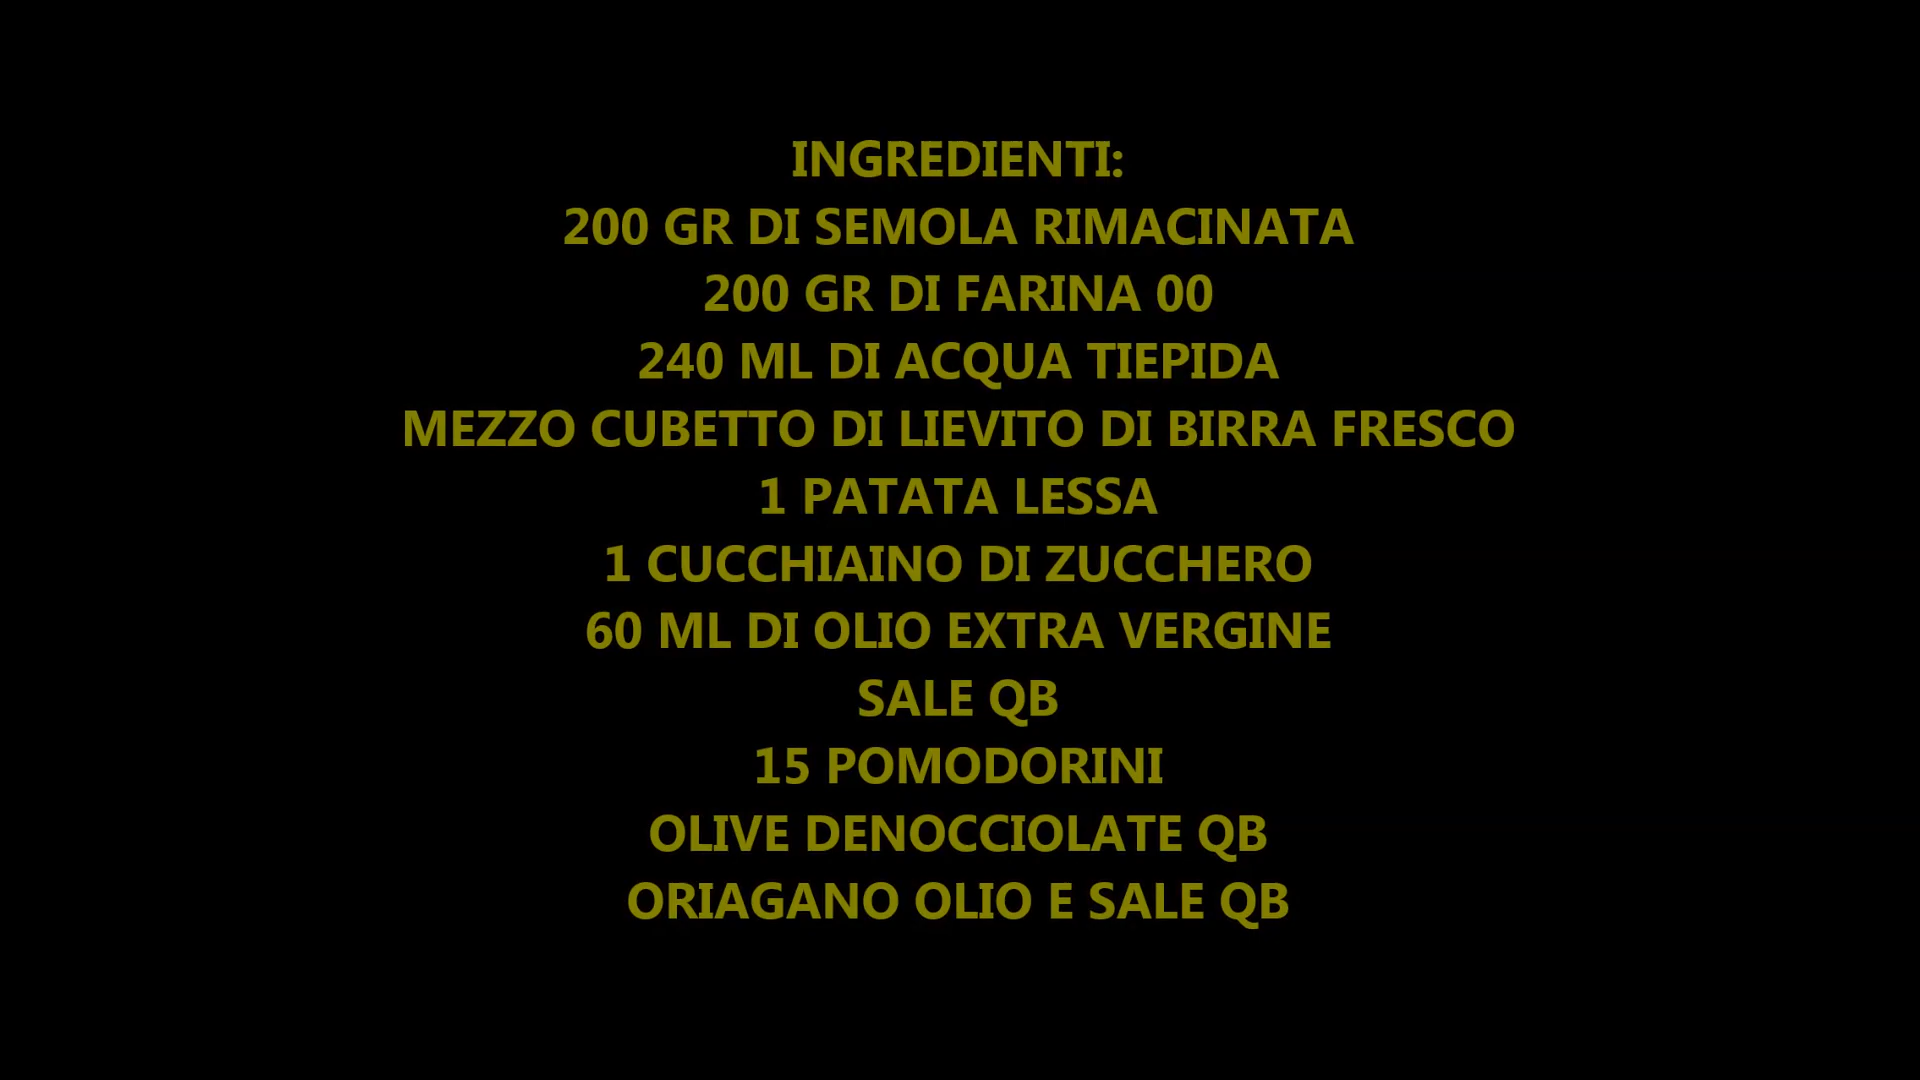 INGREDIENTI:
200 GR DI SEMOLA RIMACINATA
200 GR DI FARINA 00
240 ML DI ACQUA TIEPIDA
MEZZO CUBETTO DI LIEVITO DI BIRRA FRESCO
1 PATATA LESSA
1 CUCCHIAINO DI ZUCCHERO
60 ML DI OLIO EXTRA VERGINE
SALE QB
15 POMODORINI
OLIVE DENOCCIOLATE QB
ORIAGANO OLIO E SALE QB